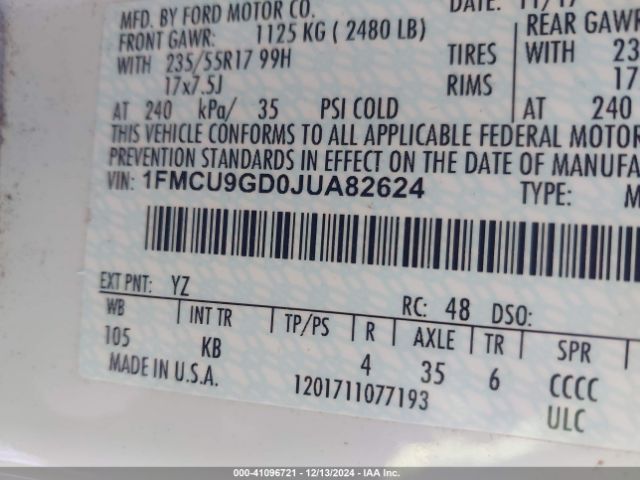 MFD. BY FORD MOTOR CO. DATE: 11/17
FRONT GAWR: 1125 KG ( 2480 LB) REAR GAWR
WITH 235/55R17 99H TIRES WITH 23
17x7.5J RIMS 17
AT 240 kPa/ 35 PSI COLD AT 240
THIS VEHICLE CONFORMS TO ALL APPLICABLE FEDERAL MOTOR
PREVENTION STANDARDS IN EFFECT ON THE DATE OF MANUFA
VIN: 1FMCU9GD0JUA82624 TYPE: M
EXT PNT: YZ RC: 48 DSO:
WB INT TR TP/PS R AXLE TR SPR
105 KB 4 35 6 CCCC
MADE IN U.S.A. 1201711077193 ULC
000-41096721 - 12/13/2024 - IAAI.COM